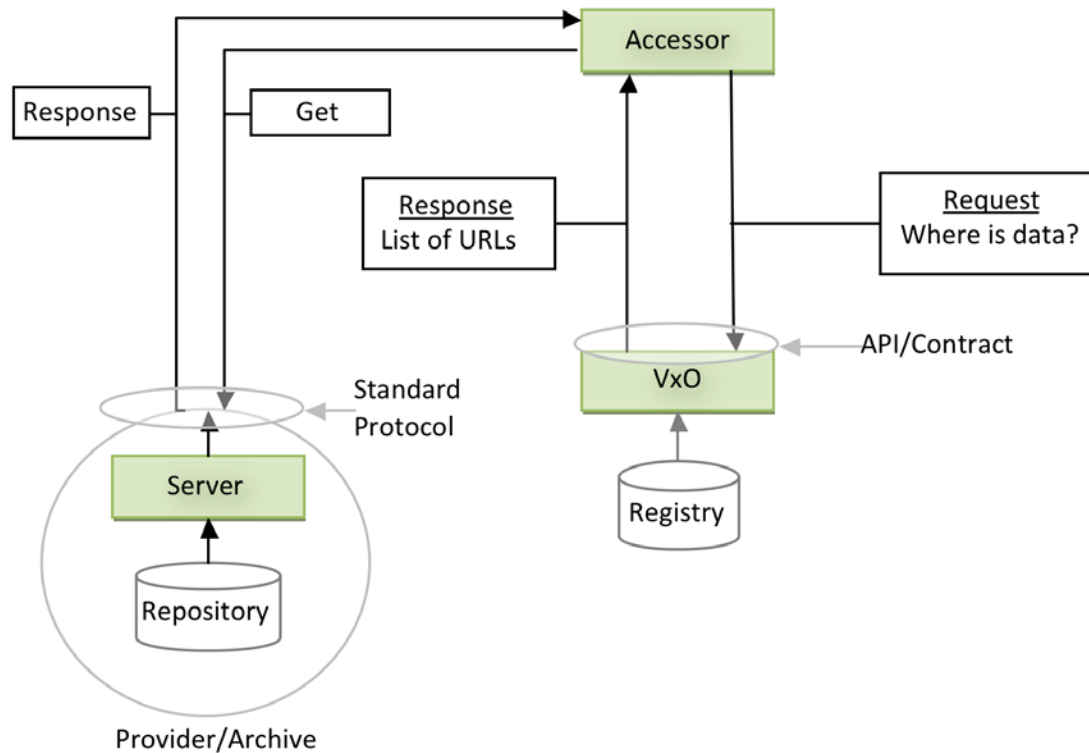 Accessor
Response
Get
Response
List of URLs
Request
Where is data?
API/Contract
VxO
Standard
Protocol
Server
Registry
Repository
Provider/Archive